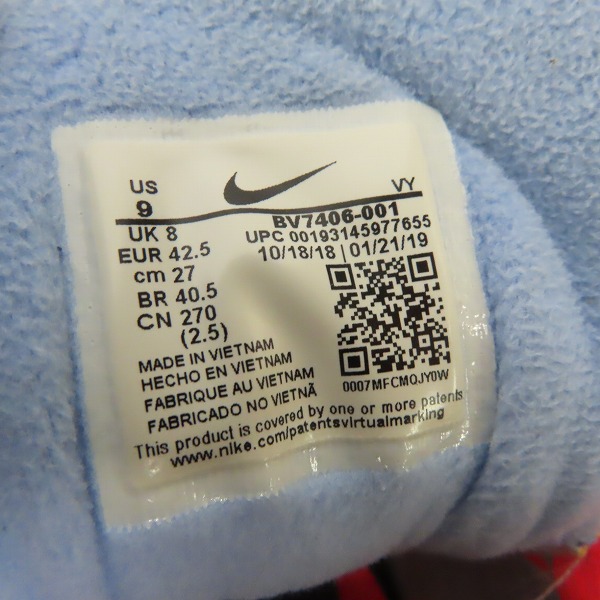 US
9
UK 8
EUR 42.5
cm 27
BR 40.5
CN 270
(2.5)
VY
BV7406-001
UPC 00193145977655
10/18/18 | 01/21/19
0007MFCMQJY0W
MADE IN VIETNAM
HECHO EN VIETNAM
FABRIQUE AU VIETNAM
FABRICADO NO VIETNÃ
This product is covered by one or more patents
www.nike.com/patentsvirtualmarking